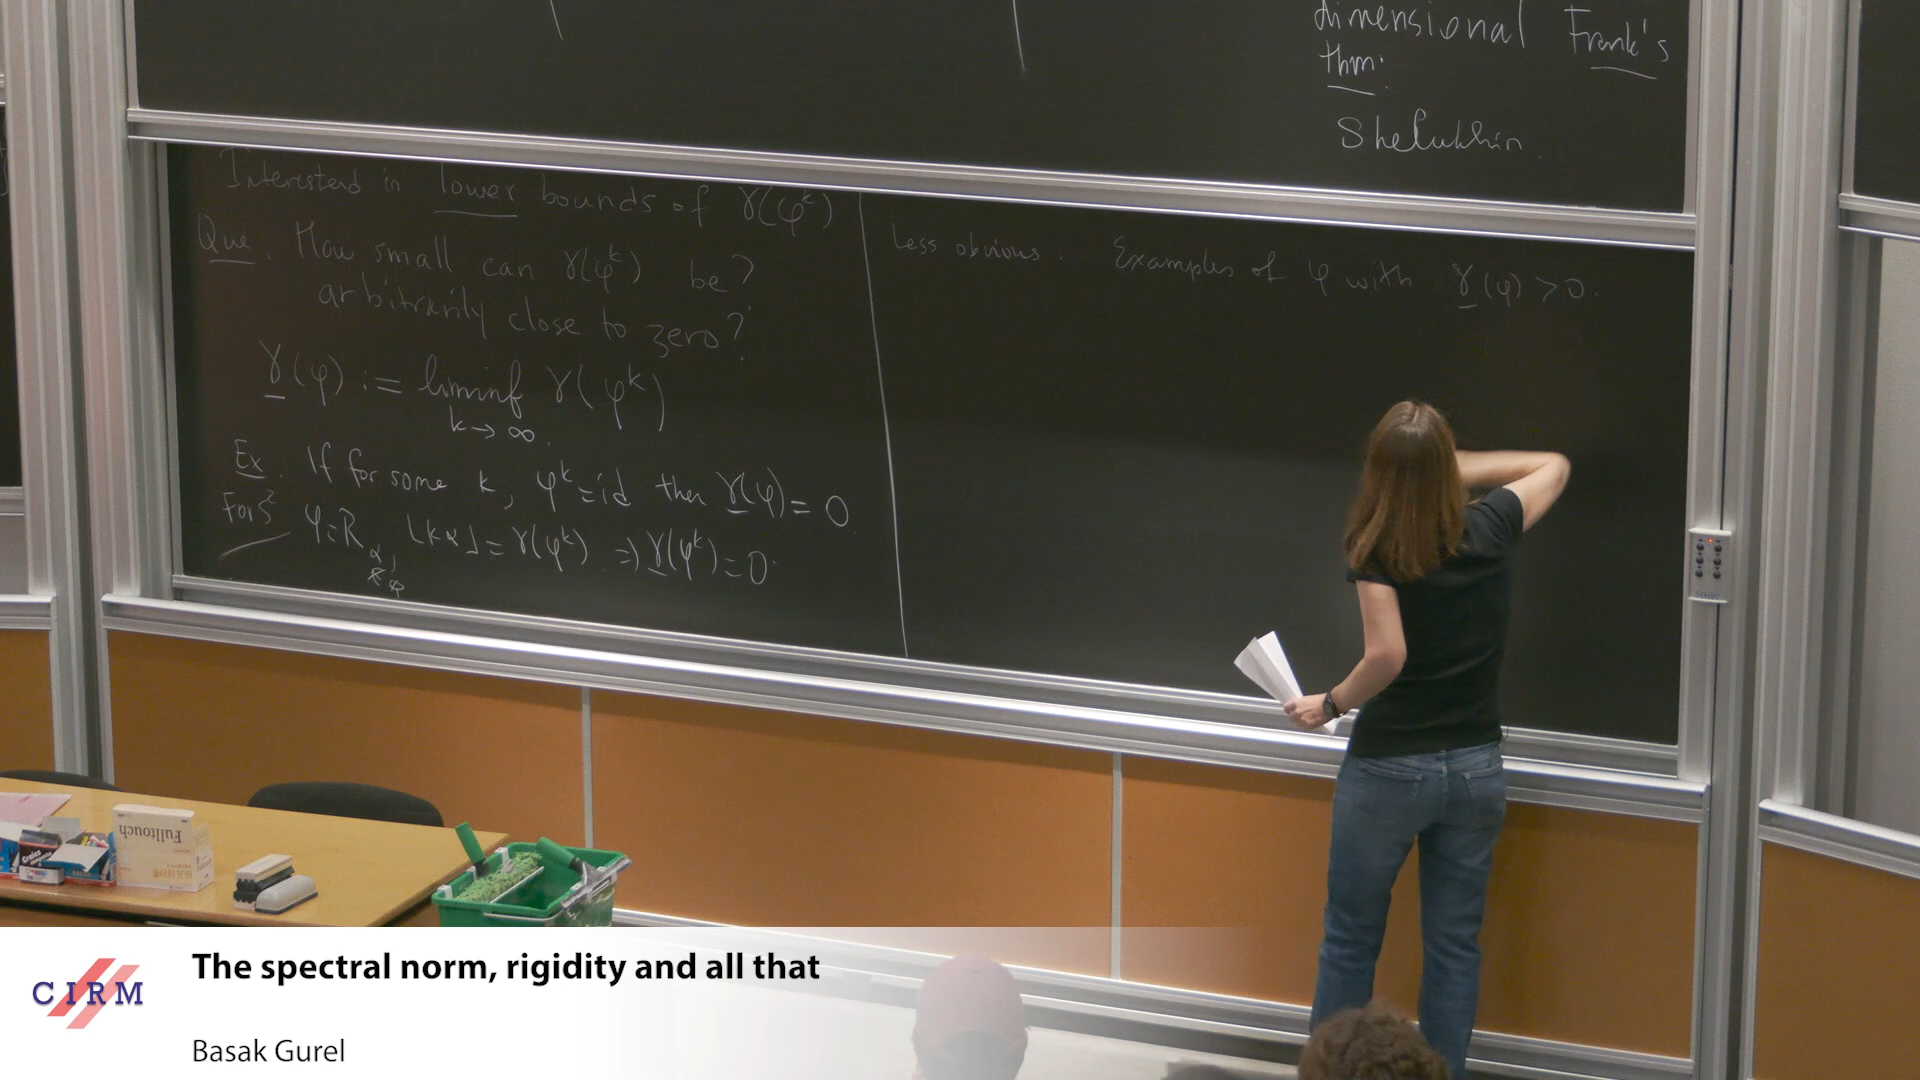 dimensional Frank's
thm:
Shelukhin.
Interested in lower bounds of γ(φ^k)
Que. How small can γ(φ^k) be?
arbitrarily close to zero?
γ(φ) := liminf γ(φ^k)
k→∞.
Ex. If for some k, φ^k=id then γ(φ)=0
For S² φ=R_α, ⌊kα⌋=γ(φ^k) ⇒ γ(φ^k)=0.
Less obvious. Examples of φ with γ(φ)>0.
Fulltouch
CIRM
The spectral norm, rigidity and all that
Basak Gurel